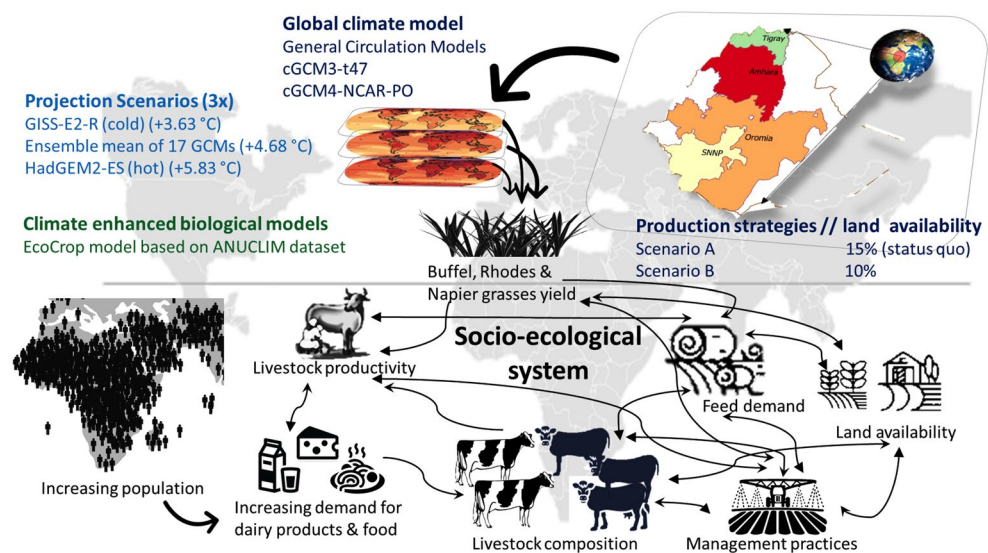 Global climate model
General Circulation Models
cGCM3-t47
cGCM4-NCAR-PO
Projection Scenarios (3x)
GISS-E2-R (cold) (+3.63 °C)
Ensemble mean of 17 GCMs (+4.68 °C)
HadGEM2-ES (hot) (+5.83 °C)
Climate enhanced biological models
EcoCrop model based on ANUCLIM dataset
Tigray
Amhara
Oromia
SNNP
Production strategies // land availability
Scenario A 15% (status quo)
Scenario B 10%
Buffel, Rhodes &
Napier grasses yield
Socio-ecological
system
Livestock productivity
Feed demand
Land availability
Increasing population
Increasing demand for
dairy products & food
Livestock composition
Management practices